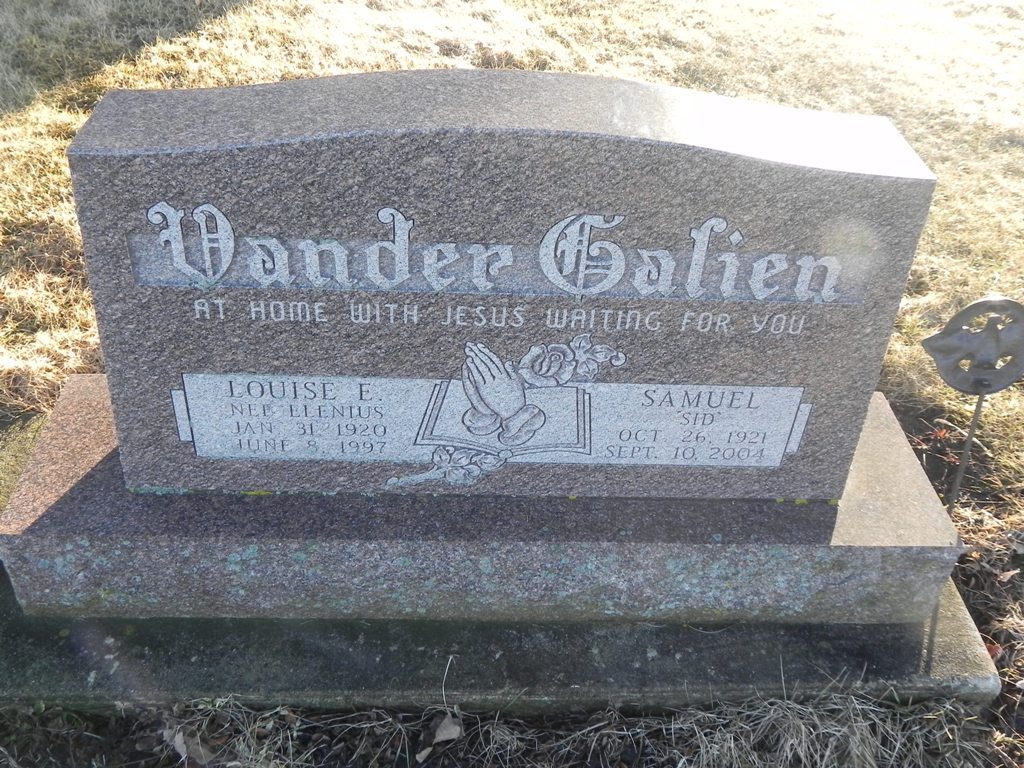 Vander Galien
AT HOME WITH JESUS WAITING FOR YOU
LOUISE E.
NEE ELENIUS
JAN. 31, 1920
JUNE 8, 1997
SAMUEL
"SID"
OCT. 26, 1921
SEPT. 10, 2004